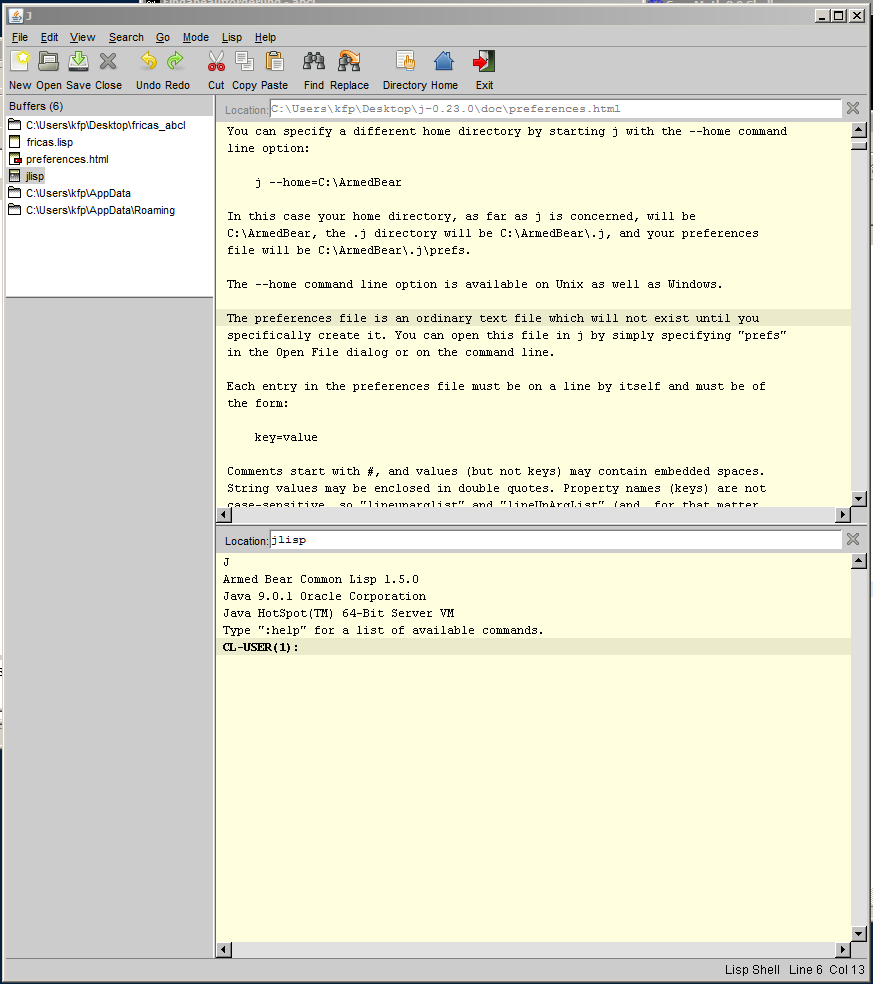 J
File Edit View Search Go Mode Lisp Help
New Open Save Close Undo Redo Cut Copy Paste Find Replace Directory Home Exit
Buffers (6)
C:\Users\kfp\Desktop\fricas_abcl
fricas.lisp
preferences.html
jlisp
C:\Users\kfp\AppData
C:\Users\kfp\AppData\Roaming
Location: C:\Users\kfp\Desktop\j-0.23.0\doc\preferences.html
You can specify a different home directory by starting j with the --home command
line option:
j --home=C:\ArmedBear
In this case your home directory, as far as j is concerned, will be
C:\ArmedBear, the .j directory will be C:\ArmedBear\.j, and your preferences
file will be C:\ArmedBear\.j\prefs.
The --home command line option is available on Unix as well as Windows.
The preferences file is an ordinary text file which will not exist until you
specifically create it. You can open this file in j by simply specifying "prefs"
in the Open File dialog or on the command line.
Each entry in the preferences file must be on a line by itself and must be of
the form:
key=value
Comments start with #, and values (but not keys) may contain embedded spaces.
String values may be enclosed in double quotes. Property names (keys) are not
case-sensitive, so "lineuparglist" and "lineUpArgList" (and, for that matter,
Location: jlisp
J
Armed Bear Common Lisp 1.5.0
Java 9.0.1 Oracle Corporation
Java HotSpot(TM) 64-Bit Server VM
Type ":help" for a list of available commands.
CL-USER(1):
Lisp Shell Line 6 Col 13